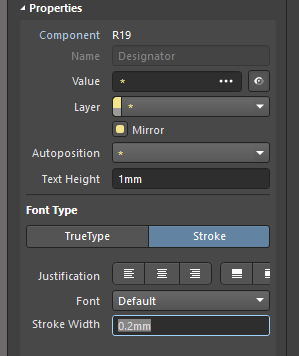 Properties
Component R19
Name Designator
Value * •••
Layer *
Mirror
Autoposition *
Text Height 1mm
Font Type
TrueType Stroke
Justification
Font Default
Stroke Width 0.2mm